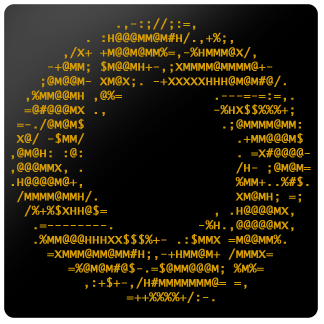 .,-:;//;:=,
. :H@@@MM@M#H/.,+%;,
,/X+ +M@@M@MM%=,-%HMMM@X/,
-+@MM; $M@@MH+-,;XMMMM@MMMM@+-
;@M@@M- XM@X;. -+XXXXXHHH@M@M#@/.
,%MM@@MH ,@%= .---=-=:=,.
=@#@@@MX ., -%HX$$%%%+;
=-./@M@M$ .;@MMMM@MM:
X@/ -$MM/ .+MM@@@M$
,@M@H: :@: . =X#@@@@-
,@@@MMX, . /H- ;@M@M=
.H@@@@M@+, %MM+..%#$.
/MMMM@MMH/. XM@MH; =;
/%+%$XHH@$= , .H@@@@MX,
.=--------. -%H.,@@@@@MX,
.%MM@@@HHHXX$$$%+- .:$MMX =M@@MM%.
=XMMM@MM@MM#H;,-+HMM@M+ /MMMX=
=%@M@M#@$-.=$@MM@@@M; %M%=
,:+$+-,/H#MMMMMMM@= =,
=++%%%%+/:-.